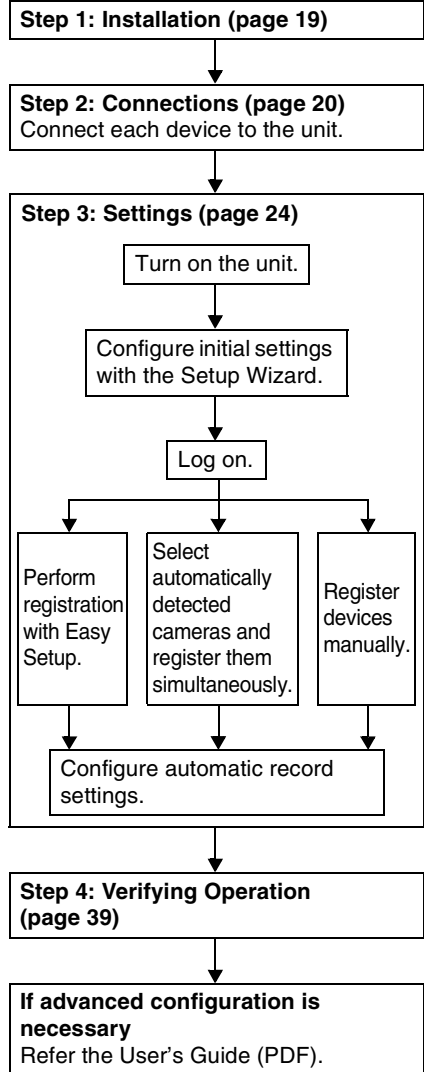 Step 1: Installation (page 19)
Step 2: Connections (page 20)
Connect each device to the unit.
Step 3: Settings (page 24)
Turn on the unit.
Configure initial settings
with the Setup Wizard.
Log on.
Perform
registration
with Easy
Setup.
Select
automatically
detected
cameras and
register them
simultaneously.
Register
devices
manually.
Configure automatic record
settings.
Step 4: Verifying Operation
(page 39)
If advanced configuration is
necessary
Refer the User’s Guide (PDF).